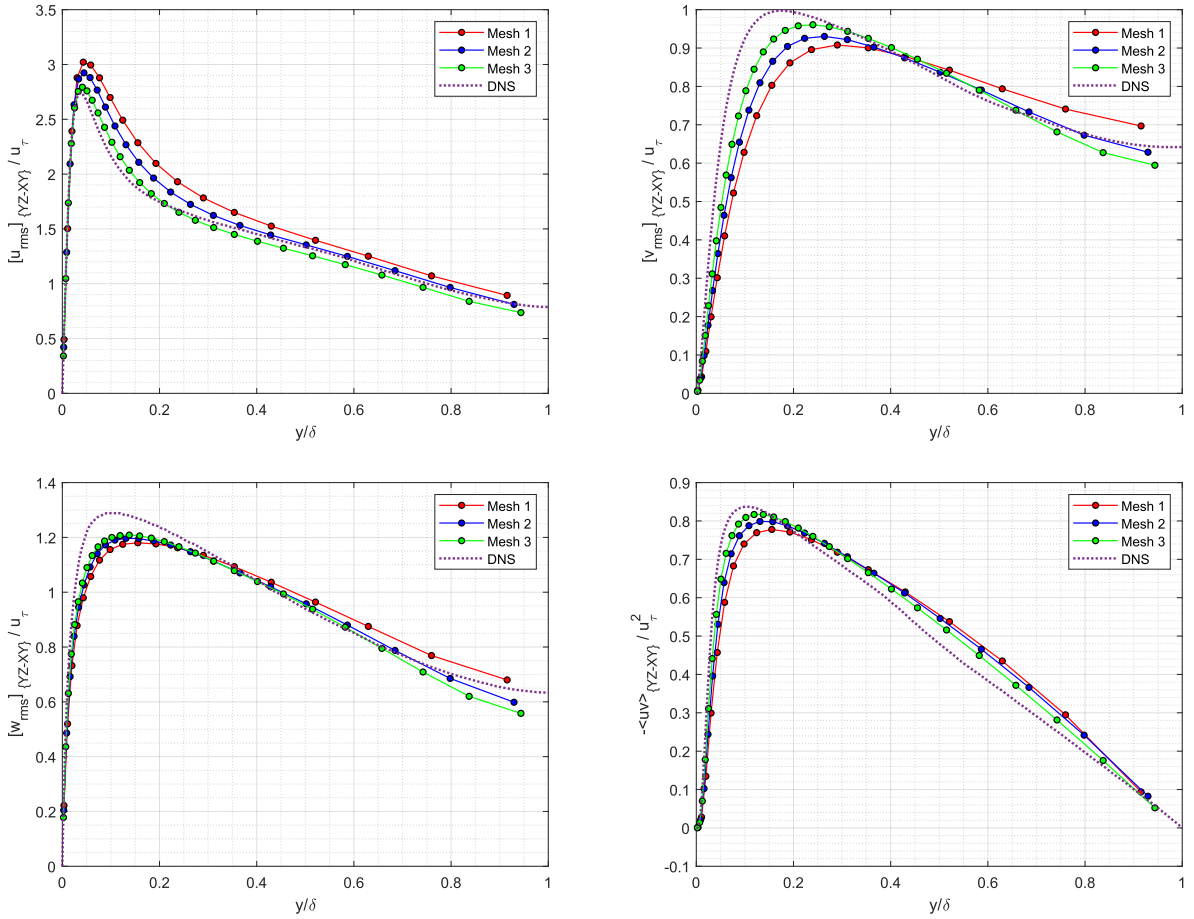 3.5
3
2.5
2
1.5
1
0.5
0
0
0.2
0.4
0.6
0.8
1
y/δ
[u_rms]_{YZ-XY} / u_τ
Mesh 1
Mesh 2
Mesh 3
DNS
1
0.9
0.8
0.7
0.6
0.5
0.4
0.3
0.2
0.1
0
0
0.2
0.4
0.6
0.8
1
y/δ
[v_rms]_{YZ-XY} / u_τ
Mesh 1
Mesh 2
Mesh 3
DNS
1.4
1.2
1
0.8
0.6
0.4
0.2
0
0
0.2
0.4
0.6
0.8
1
y/δ
[w_rms]_{YZ-XY} / u_τ
Mesh 1
Mesh 2
Mesh 3
DNS
0.9
0.8
0.7
0.6
0.5
0.4
0.3
0.2
0.1
0
-0.1
0
0.2
0.4
0.6
0.8
1
y/δ
-<uv>_{YZ-XY} / u_τ^2
Mesh 1
Mesh 2
Mesh 3
DNS